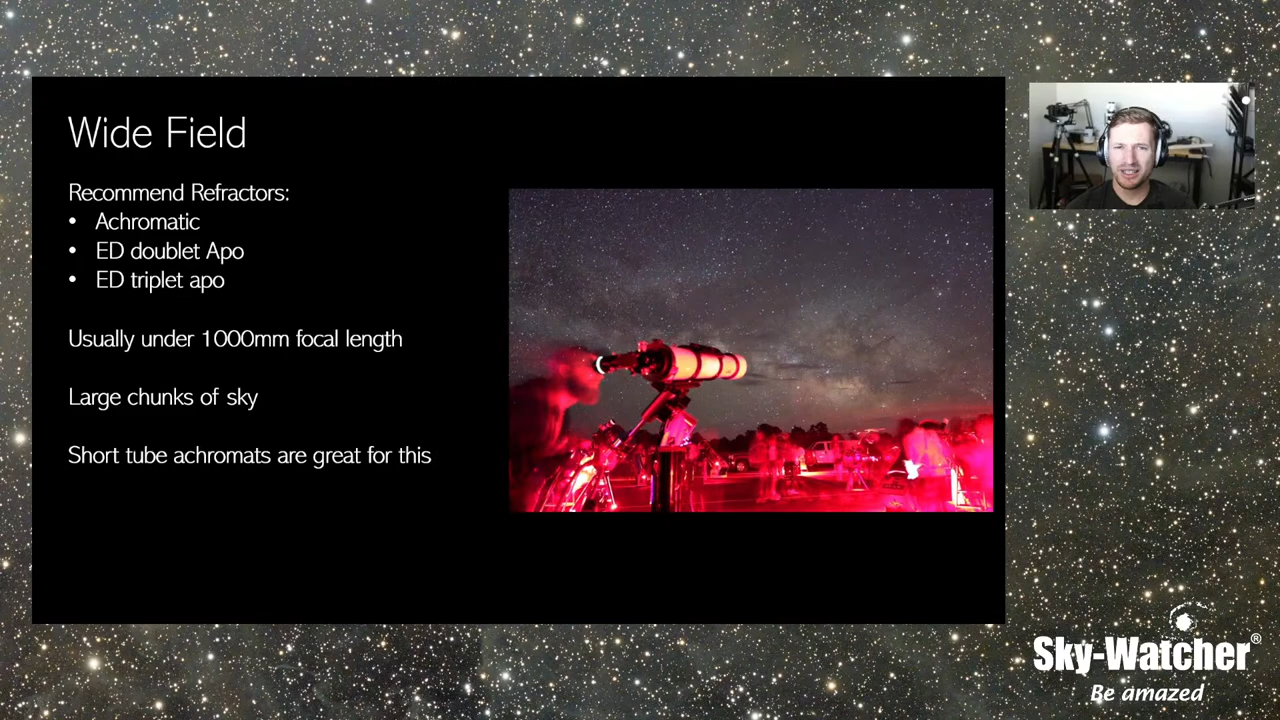 Wide Field
Recommend Refractors:
• Achromatic
• ED doublet Apo
• ED triplet apo
Usually under 1000mm focal length
Large chunks of sky
Short tube achromats are great for this
Sky-Watcher®
Be amazed